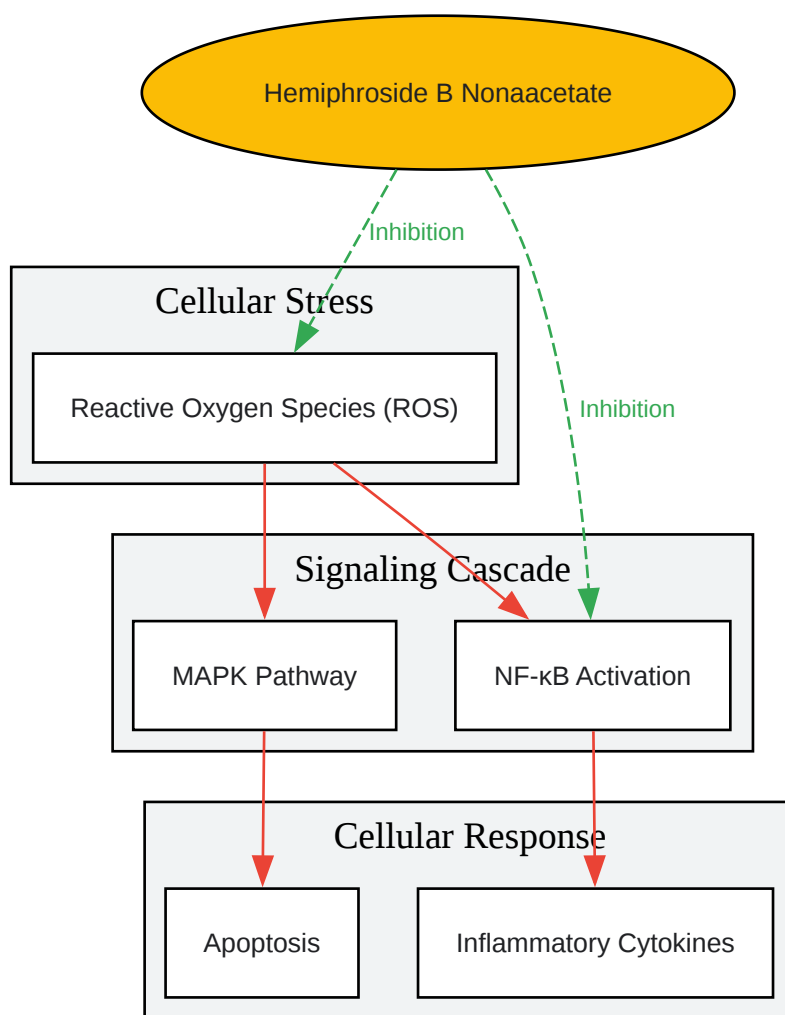 Hemiphroside B Nonaacetate
Inhibition
Cellular Stress
Reactive Oxygen Species (ROS)
Inhibition
Signaling Cascade
MAPK Pathway
NF-κB Activation
Cellular Response
Apoptosis
Inflammatory Cytokines